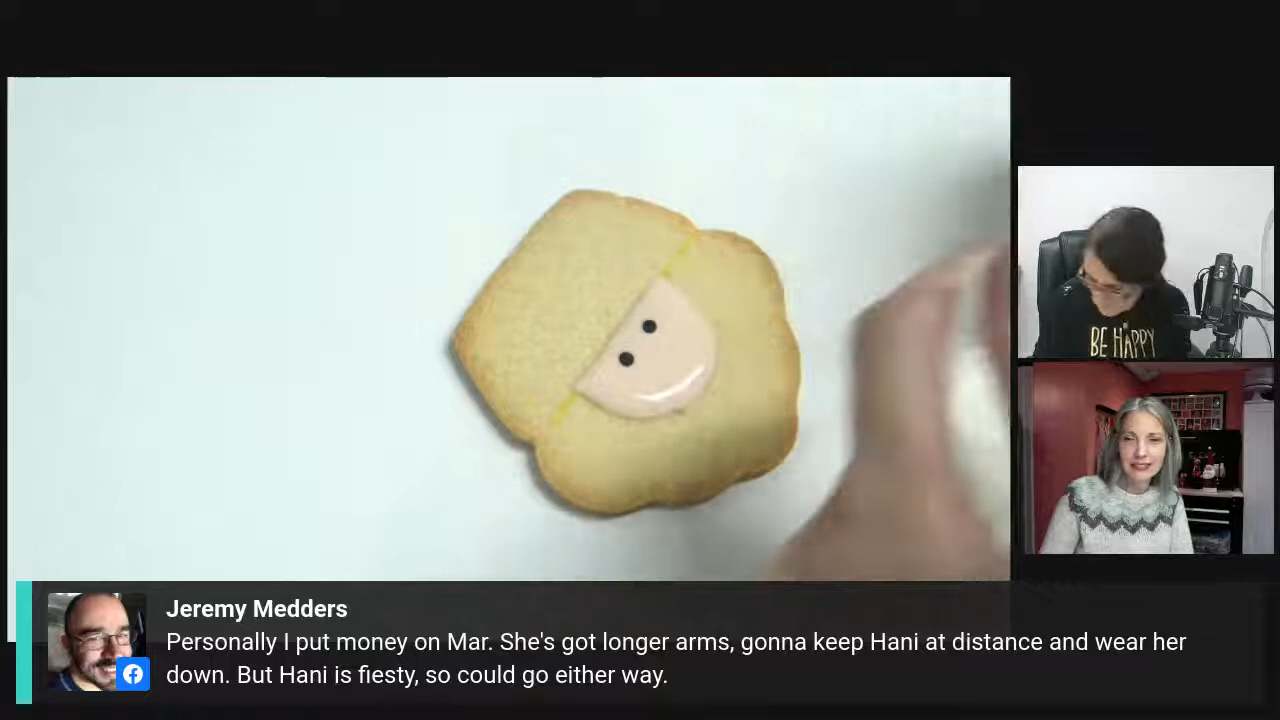 BE HAPPY
Jeremy Medders
Personally I put money on Mar. She's got longer arms, gonna keep Hani at distance and wear her
down. But Hani is fiesty, so could go either way.